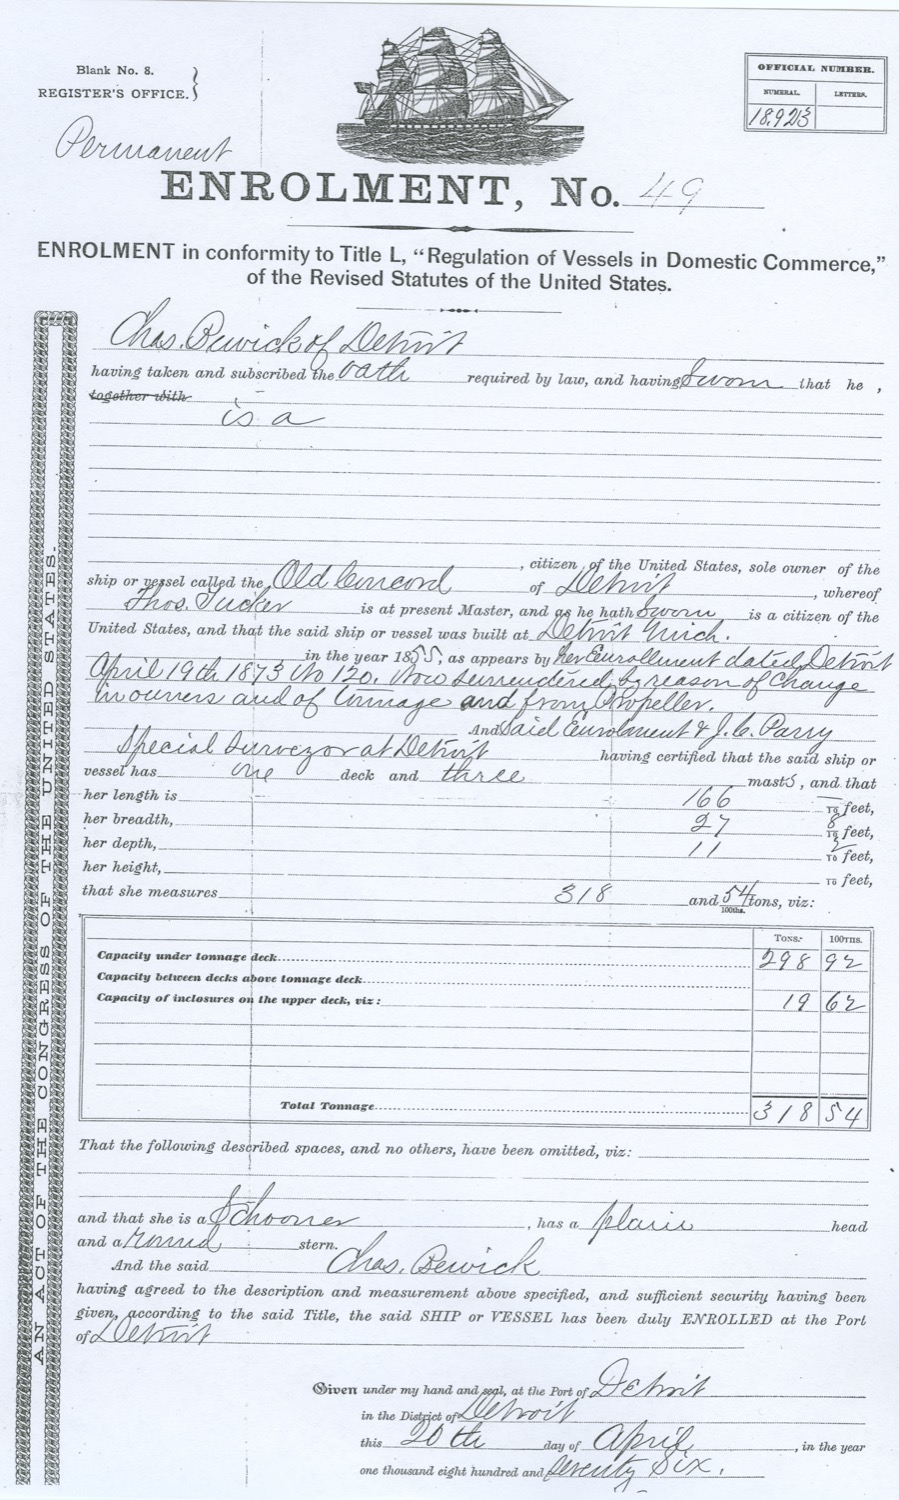 Blank No. 8.
REGISTER'S OFFICE.
OFFICIAL NUMBER.
NUMERAL. LETTERS.
18,923
Permanent
ENROLMENT, No. 49
ENROLMENT in conformity to Title L, "Regulation of Vessels in Domestic Commerce,"
of the Revised Statutes of the United States.
AN ACT OF THE CONGRESS OF THE UNITED STATES.
Chas. Bewick of Detroit
having taken and subscribed the oath required by law, and having Sworn that he,
together with
is a
, citizen of the United States, sole owner of the
ship or vessel called the Old Concord of Detroit, whereof
Thos. Tucker is at present Master, and as he hath Sworn is a citizen of the
United States, and that the said ship or vessel was built at Detroit Mich.
in the year 1855, as appears by her Enrollment dated Detroit
April 19th 1873 No 120. Now surrendered by reason of Change
in owners and of tonnage and from Propeller.
And said Enrolment & J. C. Parry
Special Surveyor at Detroit having certified that the said ship or
vessel has one deck and three masts, and that
her length is 166 10 feet,
her breadth, 27 8 10 feet,
her depth, 11 2 10 feet,
her height, 10 feet,
that she measures 318 and 54 100ths. tons, viz:
TONS. 100THS.
Capacity under tonnage deck 298 92
Capacity between decks above tonnage deck
Capacity of inclosures on the upper deck, viz: 19 62
Total Tonnage 318 54
That the following described spaces, and no others, have been omitted, viz:
and that she is a Schooner, has a plain head
and a round stern.
And the said Chas. Bewick
having agreed to the description and measurement above specified, and sufficient security having been
given, according to the said Title, the said SHIP or VESSEL has been duly ENROLLED at the Port
of Detroit
Given under my hand and seal, at the Port of Detroit
in the District of Detroit
this 20th day of April, in the year
one thousand eight hundred and Seventy Six.